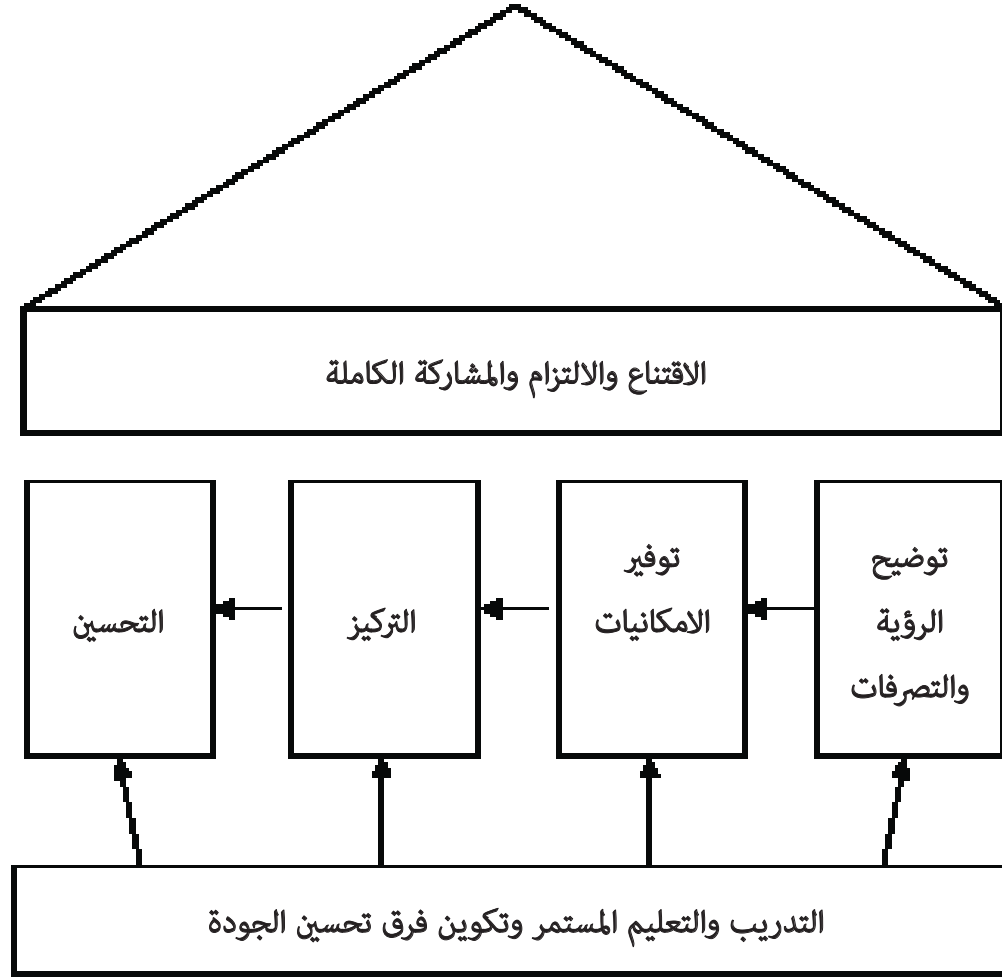 الاقتناع والالتزام والمشاركة الكاملة
توضيح
الرؤية
والتصرفات
توفير
الامكانيات
التركيز
التحسين
التدريب والتعليم المستمر وتكوين فرق تحسين الجودة